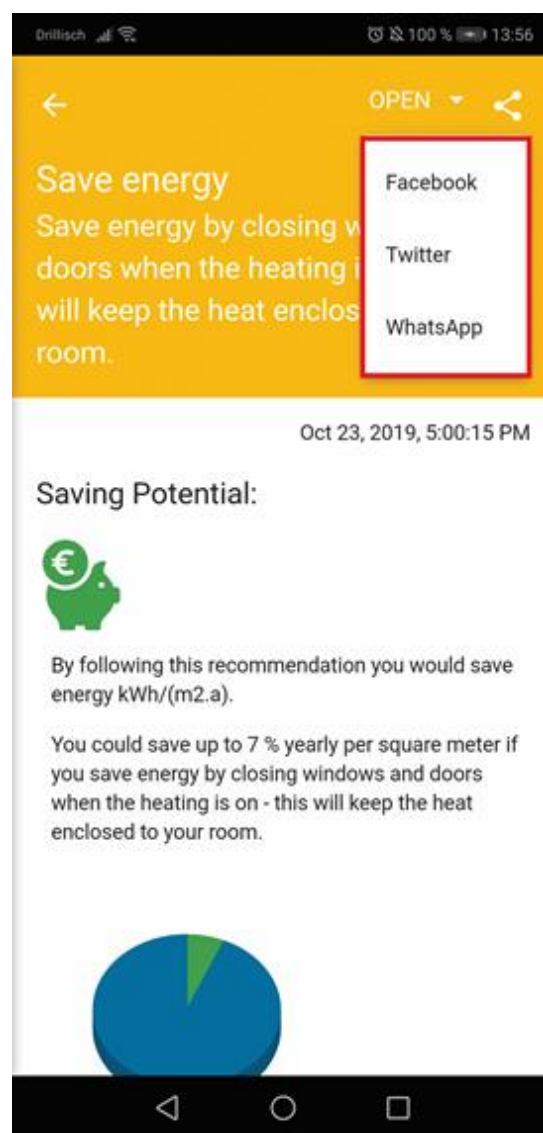 Drillisch 100 % 13:56
OPEN
Save energy
Save energy by closing
doors when the heating
will keep the heat
room.
Facebook
Twitter
WhatsApp
Oct 23, 2019, 5:00:15 PM
Saving Potential:
€
By following this recommendation you would save
energy kWh/(m2.a).
You could save up to 7 % yearly per square meter if
you save energy by closing windows and doors
when the heating is on - this will keep the heat
enclosed to your room.